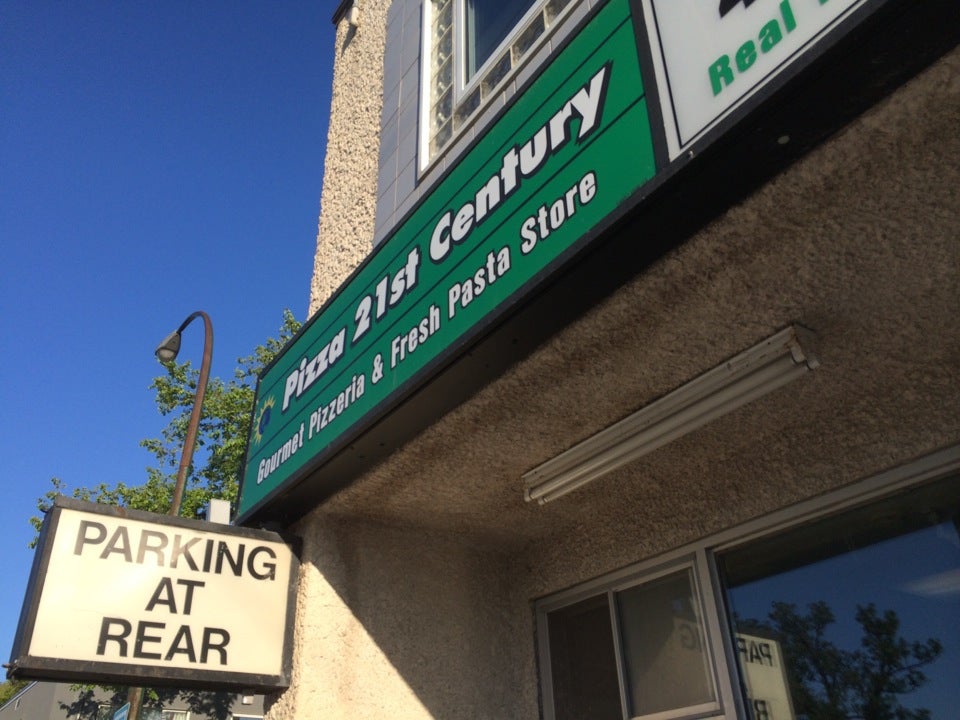 Pizza 21st Century
Gourmet Pizzeria & Fresh Pasta Store
Real
PARKING
AT
REAR